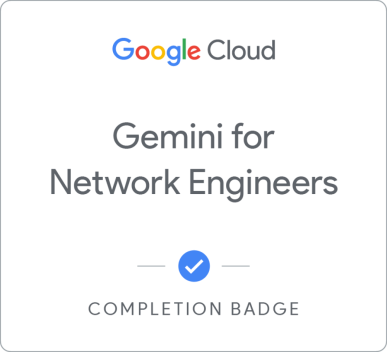 Google Cloud
Gemini for
Network Engineers
COMPLETION BADGE